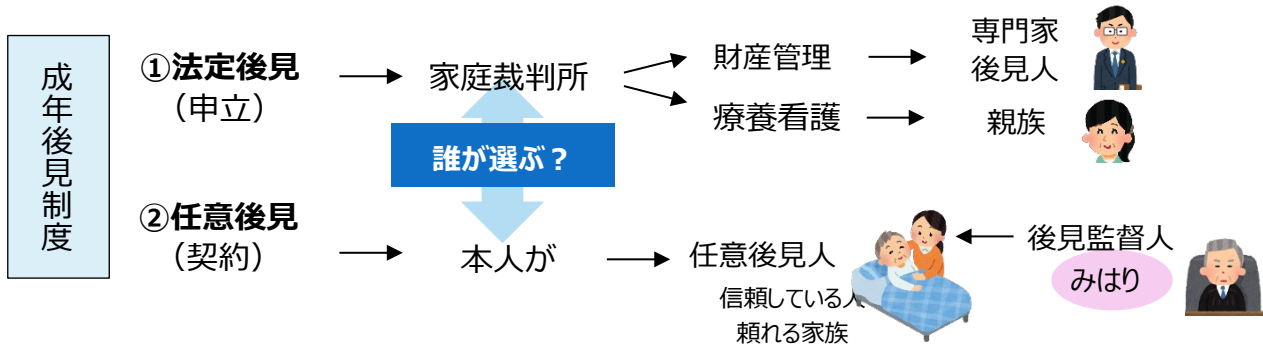 成年後見制度
①法定後見
（申立）
家庭裁判所
財産管理
専門家
後見人
療養看護
親族
誰が選ぶ？
②任意後見
（契約）
本人が
任意後見人
信頼している人
頼れる家族
後見監督人
みはり